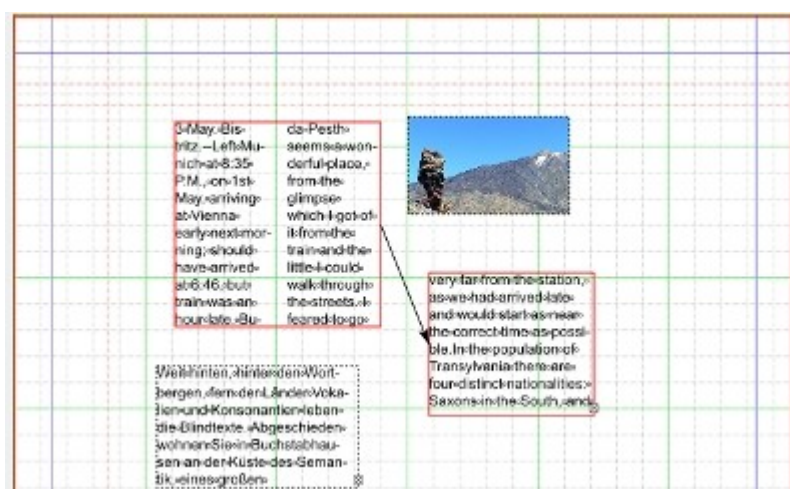 3 May. Bis-
tritz.--Left Mu-
nich at 8:35
P.M., on 1st
May, arriving
at Vienna
early next mor-
ning; should
have arrived
at 6:46, but
train was an
hour late. Bu-
da-Pesth
seems a won-
derful place,
from the
glimpse
which I got of
it from the
train and the
little I could
walk through
the streets. I
feared to go
very far from the station,
as we had arrived late
and would start as near
the correct time as possi-
ble.In the population of
Transylvania there are
four distinct nationalities:
Saxons in the South, and
Weit hinten, hinter den Wort-
bergen, fern der Länder Voka-
lien und Konsonantien leben
die Blindtexte. Abgeschieden
wohnen Sie in Buchstabhau-
sen an der Küste des Seman-
tik, eines großen